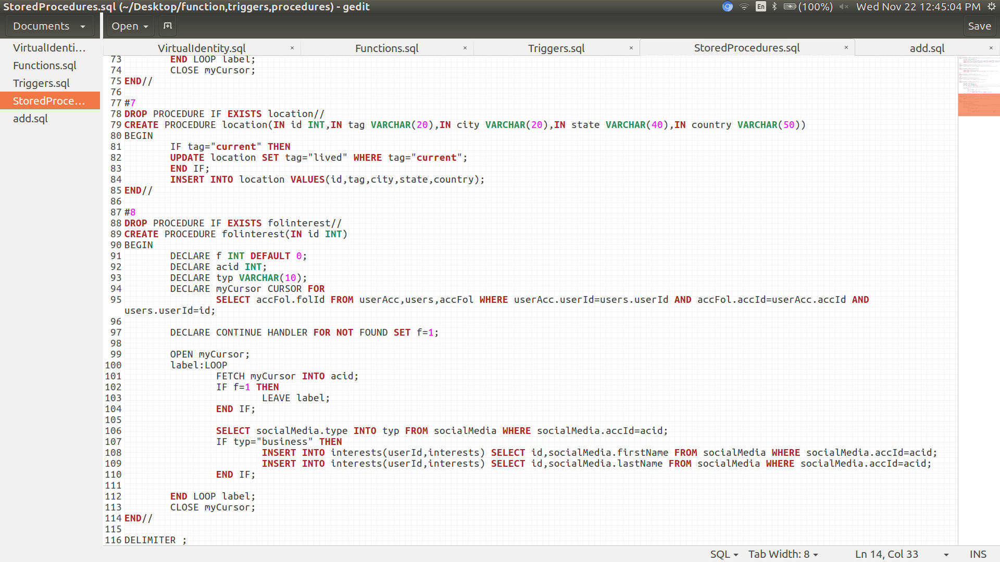 StoredProcedures.sql (~/Desktop/function,triggers,procedures) - gedit
En (100%) Wed Nov 22 12:45:04 PM
Documents Open Save
VirtualIdenti...
Functions.sql
Triggers.sql
StoredProce...
add.sql
VirtualIdentity.sql × Functions.sql × Triggers.sql × StoredProcedures.sql × add.sql ×
73 END LOOP label;
74 CLOSE myCursor;
75 END//
76
77 #7
78 DROP PROCEDURE IF EXISTS location//
79 CREATE PROCEDURE location(IN id INT,IN tag VARCHAR(20),IN city VARCHAR(20),IN state VARCHAR(40),IN country VARCHAR(50))
80 BEGIN
81 IF tag="current" THEN
82 UPDATE location SET tag="lived" WHERE tag="current";
83 END IF;
84 INSERT INTO location VALUES(id,tag,city,state,country);
85 END//
86
87 #8
88 DROP PROCEDURE IF EXISTS folinterest//
89 CREATE PROCEDURE folinterest(IN id INT)
90 BEGIN
91 DECLARE f INT DEFAULT 0;
92 DECLARE acid INT;
93 DECLARE typ VARCHAR(10);
94 DECLARE myCursor CURSOR FOR
95 SELECT accFol.folId FROM userAcc,users,accFol WHERE userAcc.userId=users.userId AND accFol.accId=userAcc.accId AND
users.userId=id;
96
97 DECLARE CONTINUE HANDLER FOR NOT FOUND SET f=1;
98
99 OPEN myCursor;
100 label:LOOP
101 FETCH myCursor INTO acid;
102 IF f=1 THEN
103 LEAVE label;
104 END IF;
105
106 SELECT socialMedia.type INTO typ FROM socialMedia WHERE socialMedia.accId=acid;
107 IF typ="business" THEN
108 INSERT INTO interests(userId,interests) SELECT id,socialMedia.firstName FROM socialMedia WHERE socialMedia.accId=acid;
109 INSERT INTO interests(userId,interests) SELECT id,socialMedia.lastName FROM socialMedia WHERE socialMedia.accId=acid;
110 END IF;
111
112 END LOOP label;
113 CLOSE myCursor;
114 END//
115
116 DELIMITER ;
SQL Tab Width: 8 Ln 14, Col 33 INS